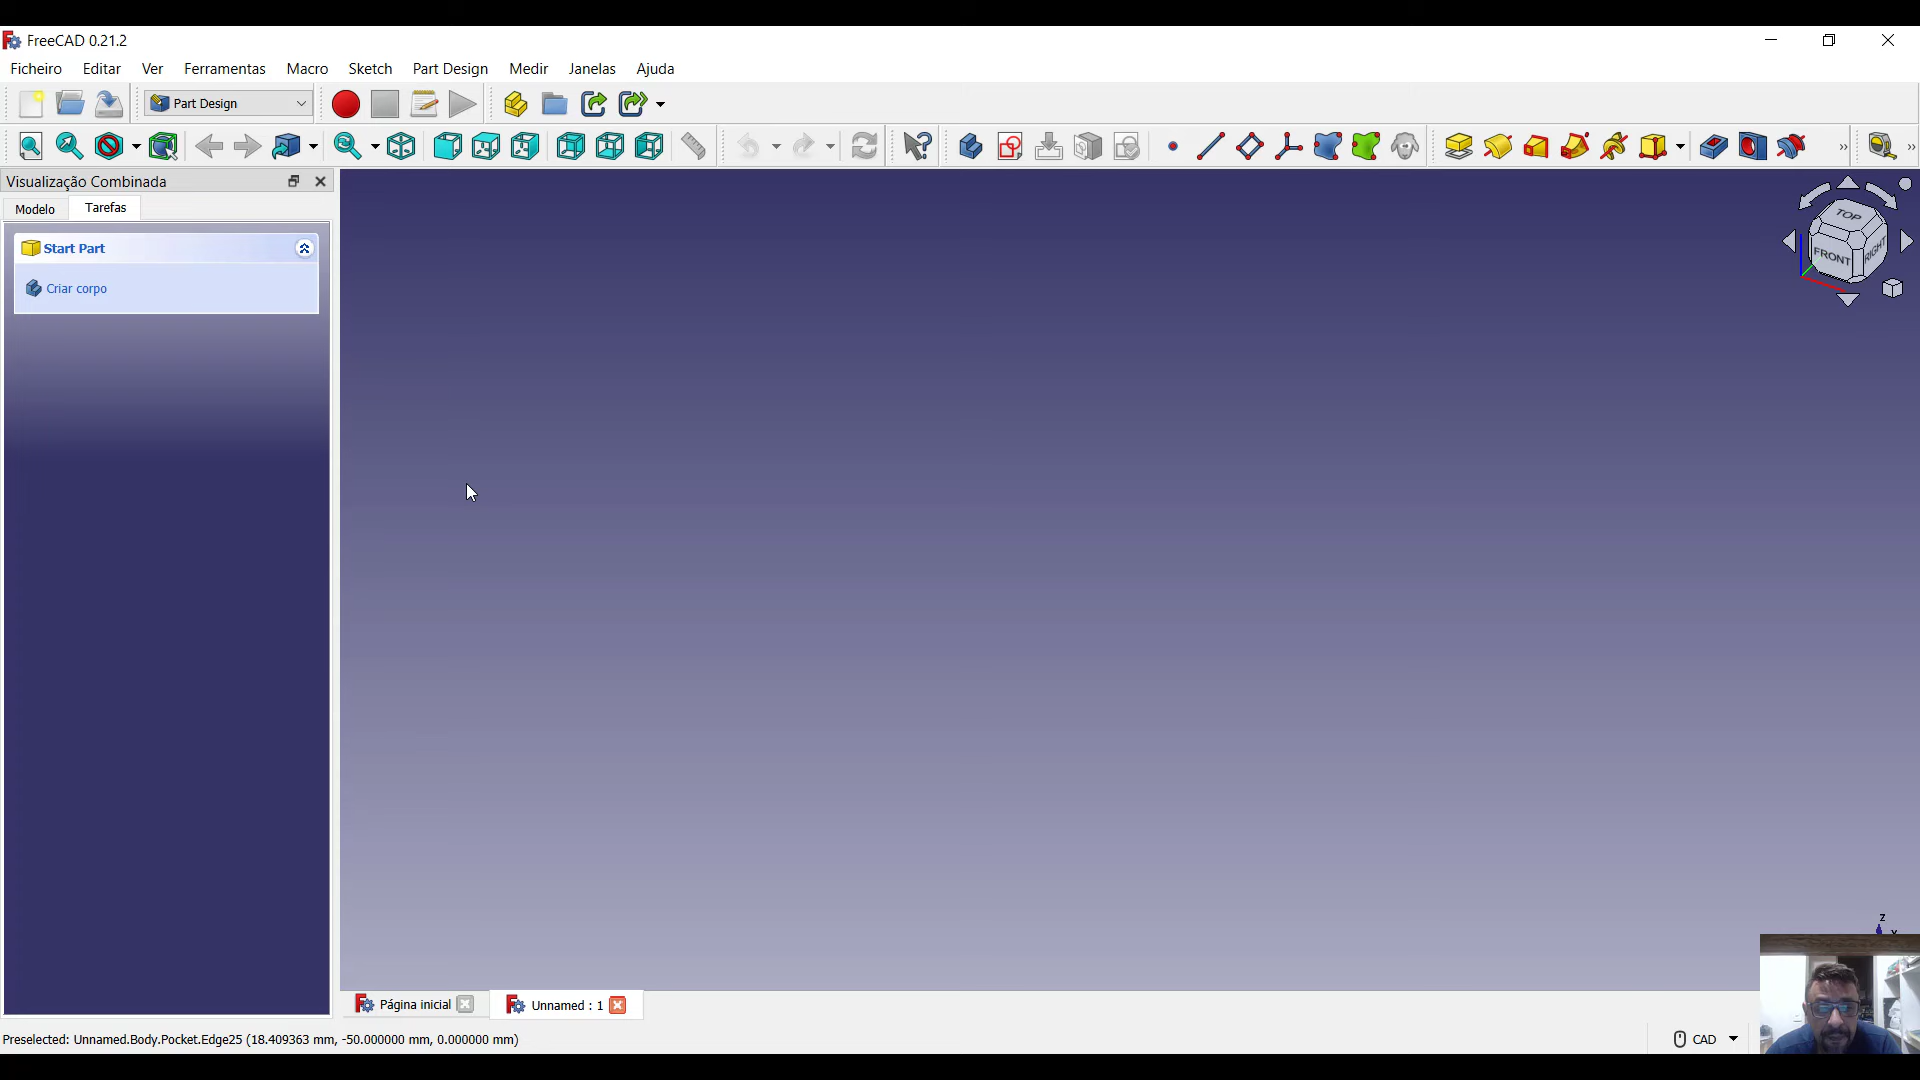 FreeCAD 0.21.2
Ficheiro Editar Ver Ferramentas Macro Sketch Part Design Medir Janelas Ajuda
Part Design
Visualização Combinada
Modelo Tarefas
Start Part
Criar corpo
TOP
FRONT RIGHT
z
Página inicial Unnamed : 1
Preselected: Unnamed.Body.Pocket.Edge25 (18.409363 mm, -50.000000 mm, 0.000000 mm)
CAD